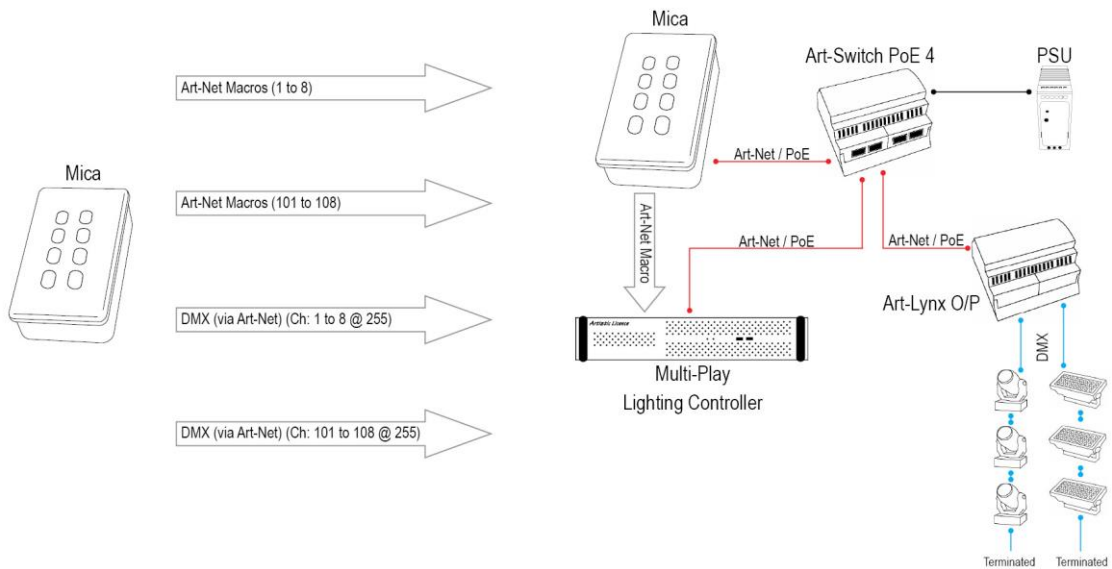 Mica
Art-Net Macros (1 to 8)
Art-Net Macros (101 to 108)
DMX (via Art-Net) (Ch: 1 to 8 @ 255)
DMX (via Art-Net) (Ch: 101 to 108 @ 255)
Mica
Art-Switch PoE 4
PSU
Art-Net / PoE
Art-Net Macro
Art-Net / PoE
Art-Net / PoE
Art-Lynx O/P
DMX
Artistic Licence
Multi-Play
Lighting Controller
Terminated
Terminated